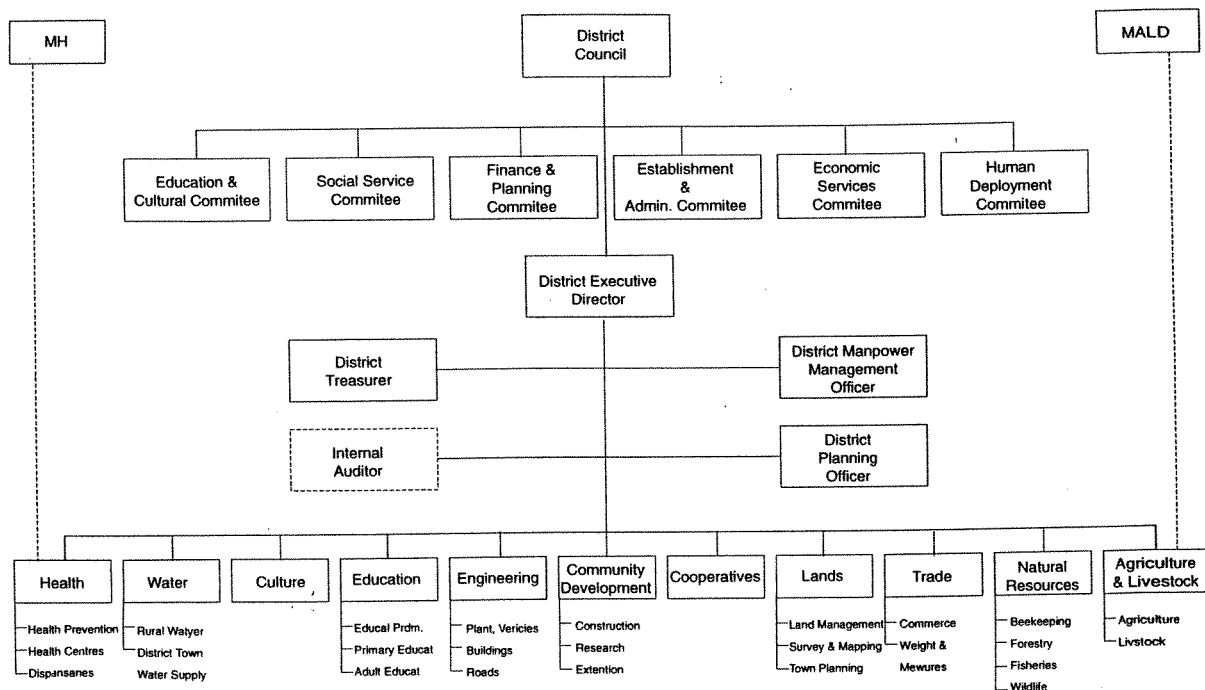 MH
District
Council
MALD
Education &
Cultural Commitee
Social Service
Commitee
Finance &
Planning
Commitee
Establishment
&
Admin. Commitee
Economic
Services
Commitee
Human
Deployment
Commitee
District Executive
Director
District
Treasurer
District Manpower
Management
Officer
Internal
Auditor
District
Planning
Officer
Health
Water
Culture
Education
Engineering
Community
Development
Cooperatives
Lands
Trade
Natural
Resources
Agriculture
& Livestock
Health Prevention
Health Centres
Dispansanes
Rural Watyer
District Town
Water Supply
Educal Prdm.
Primary Educat
Adult Educat
Plant, Vericies
Buildings
Roads
Construction
Research
Extention
Land Management
Survey & Mapping
Town Planning
Commerce
Weight &
Mewures
Beekeeping
Forestry
Fisheries
Wildlife
Agriculture
Livstock